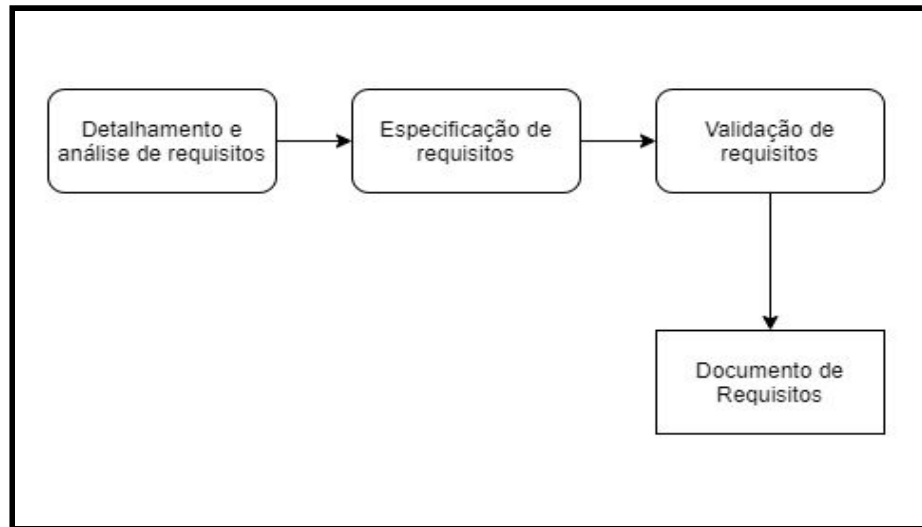 Detalhamento e
análise de requisitos
Especificação de
requisitos
Validação de
requisitos
Documento de
Requisitos